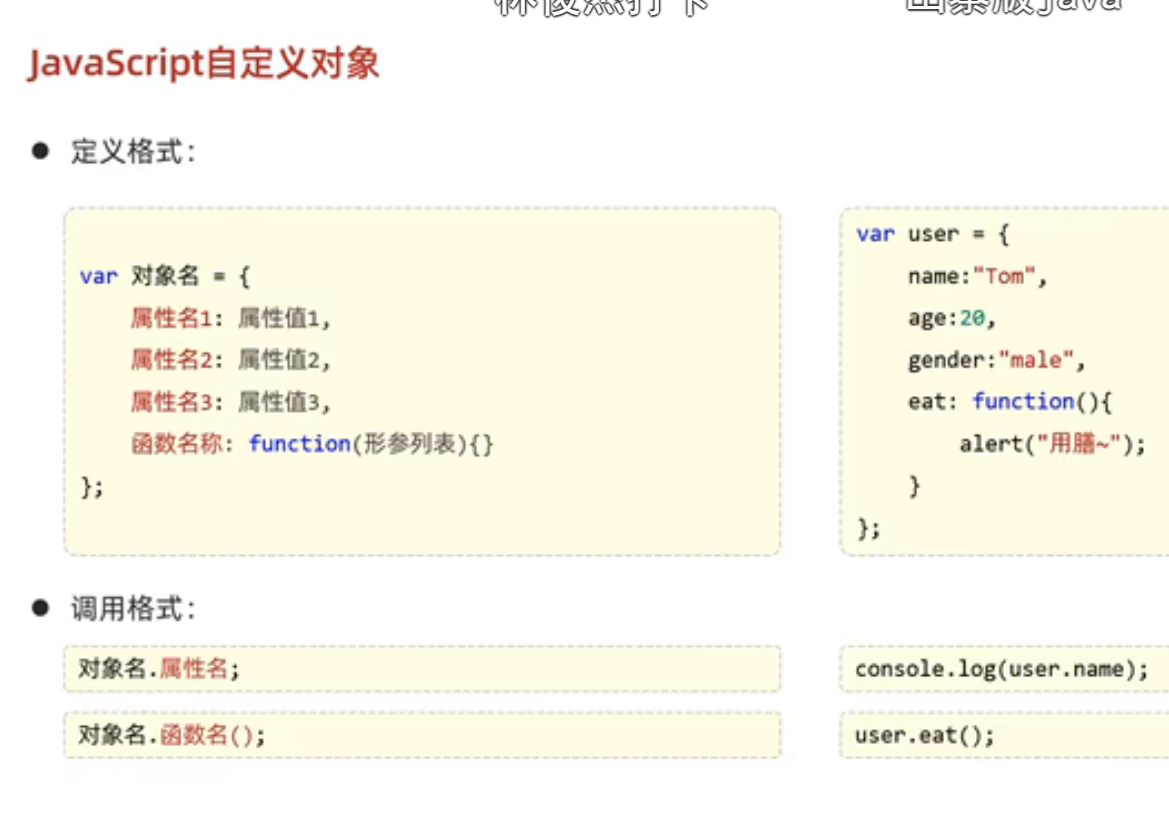 JavaScript自定义对象
● 定义格式：
var 对象名 = {
属性名1: 属性值1,
属性名2: 属性值2,
属性名3: 属性值3,
函数名称: function(形参列表){}
};
var user = {
name:"Tom",
age:20,
gender:"male",
eat: function(){
alert("用膳~");
}
};
● 调用格式：
对象名.属性名;
console.log(user.name);
对象名.函数名();
user.eat();